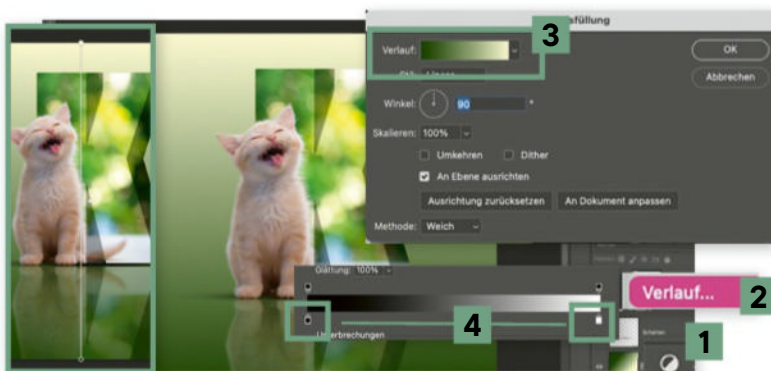 sfüllung
3
Verlauf:
OK
Abbrechen
Winkel: 90 °
Skalieren: 100%
Umkehren Dither
An Ebene ausrichten
Ausrichtung zurücksetzen An Dokument anpassen
Methode: Weich
Glättung: 100%
Verlauf... 2
4
Unterbrechungen
1